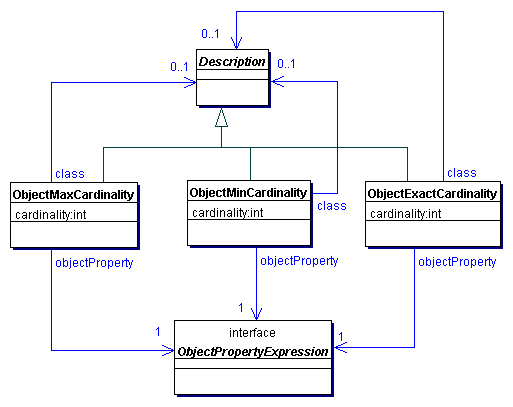 0..1
Description
0..1
0..1
class
class
class
ObjectMaxCardinality
cardinality:int
ObjectMinCardinality
cardinality:int
ObjectExactCardinality
cardinality:int
objectProperty
objectProperty
objectProperty
1
1
1
interface
ObjectPropertyExpression